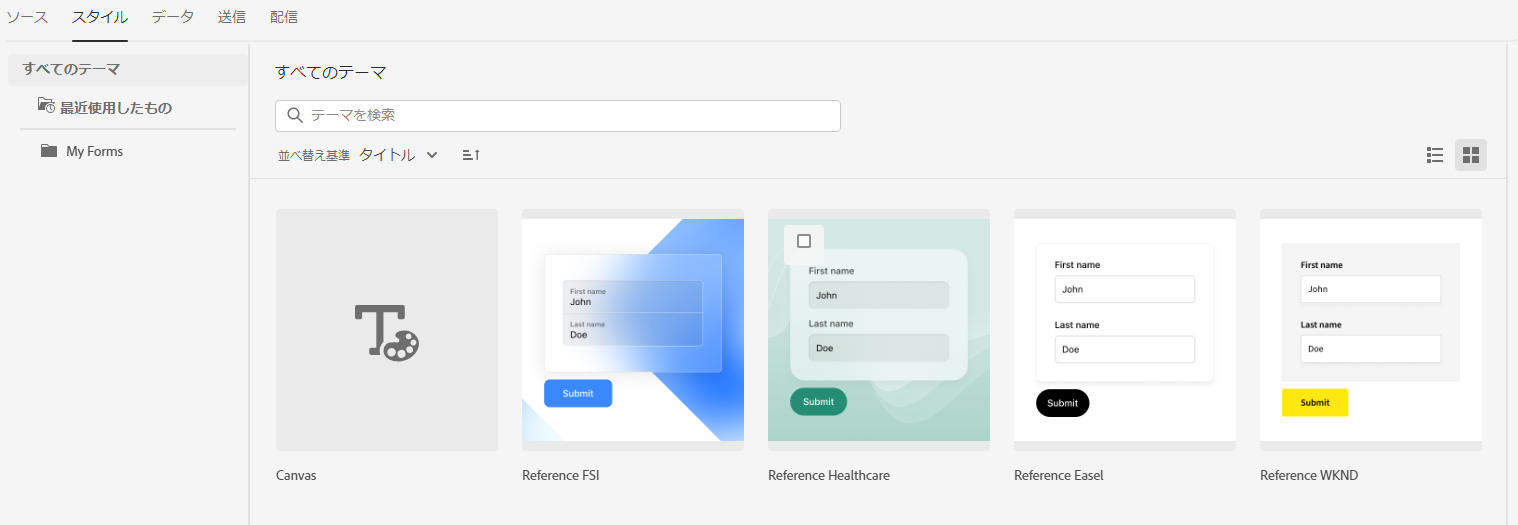 ソース スタイル データ 送信 配信
すべてのテーマ
最近使用したもの
My Forms
すべてのテーマ
テーマを検索
並べ替え基準 タイトル
First name
John
Last name
Doe
Submit
First name
John
Last name
Doe
Submit
First name
John
Last name
Doe
Submit
First name
John
Last name
Doe
Submit
Canvas Reference FSI Reference Healthcare Reference Easel Reference WKND